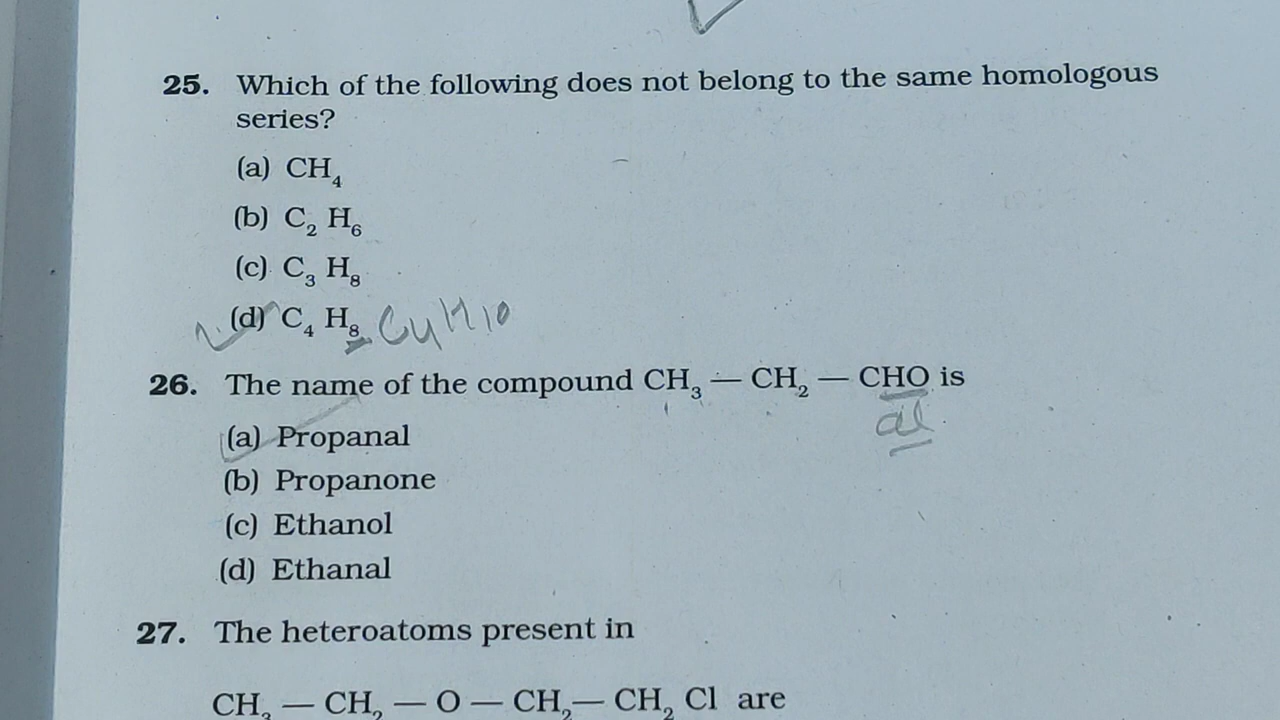 25. Which of the following does not belong to the same homologous
series?
(a) CH₄
(b) C₂ H₆
(c) C₃ H₈
(d) C₄ H₈ C4H10
26. The name of the compound CH₃ — CH₂ — CHO is
al
(a) Propanal
(b) Propanone
(c) Ethanol
(d) Ethanal
27. The heteroatoms present in
CH₃ — CH₂ — O — CH₂— CH₂ Cl are